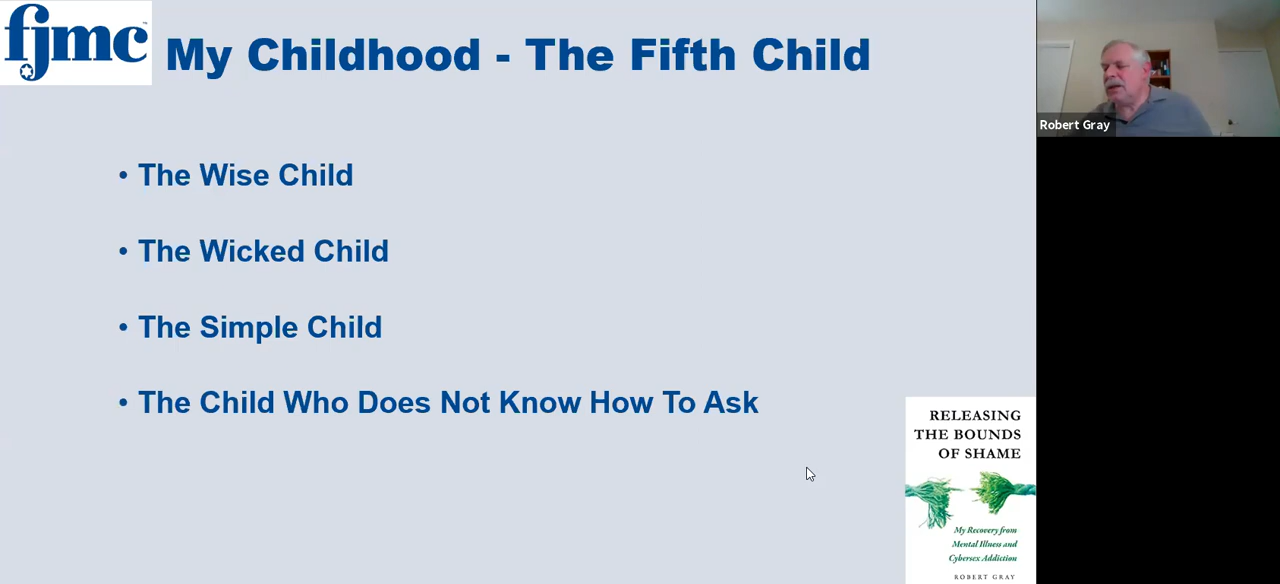 fjmc
My Childhood - The Fifth Child
• The Wise Child
• The Wicked Child
• The Simple Child
• The Child Who Does Not Know How To Ask
Robert Gray
RELEASING
THE BOUNDS
OF SHAME
My Recovery from
Mental Illness and
Cybersex Addiction
ROBERT GRAY